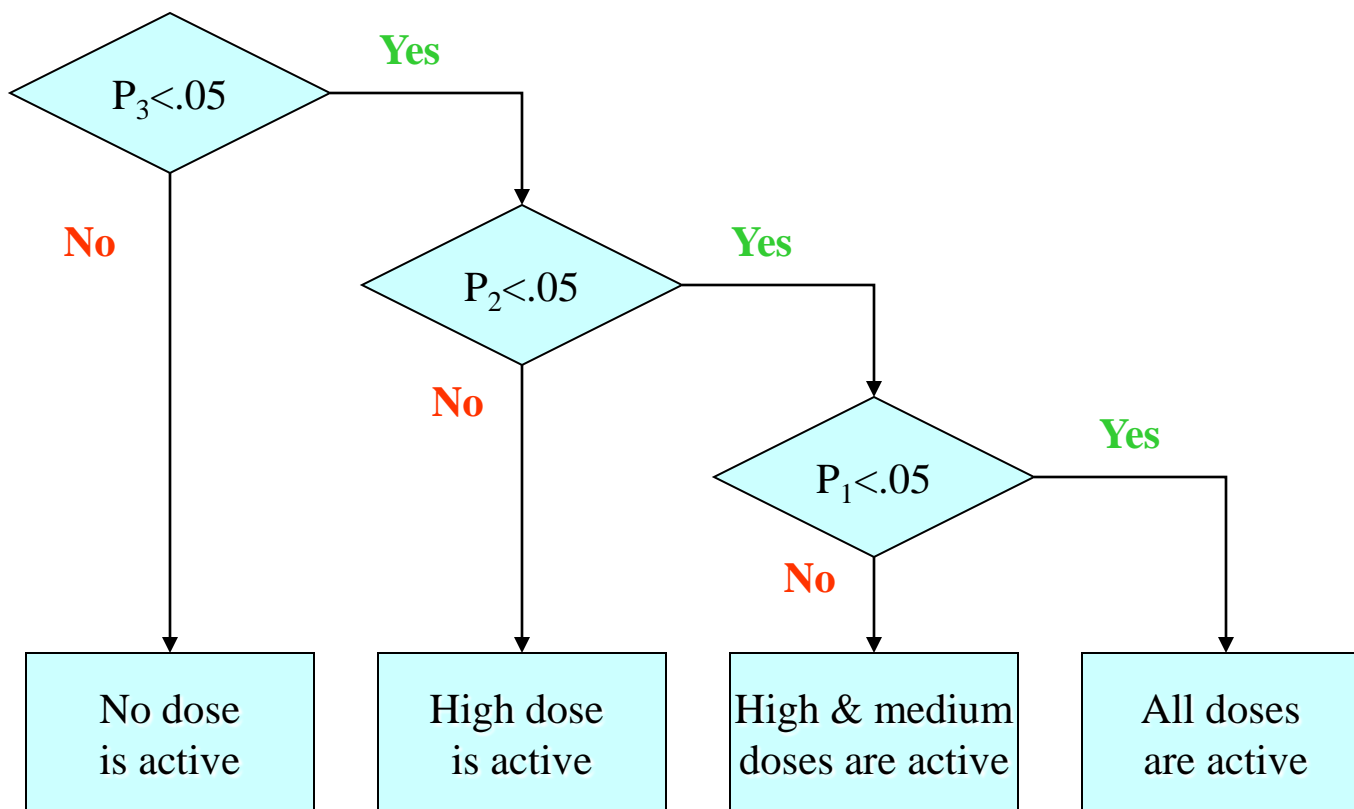 Yes
P₃<.05
No
Yes
P₂<.05
No
Yes
P₁<.05
No
No dose
is active
High dose
is active
High & medium
doses are active
All doses
are active